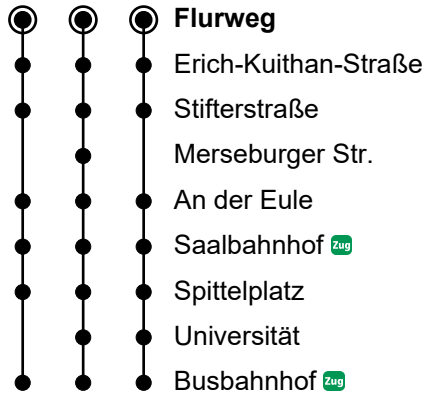 Flurweg
Erich-Kuithan-Straße
Stifterstraße
Merseburger Str.
An der Eule
Saalbahnhof Zug
Spittelplatz
Universität
Busbahnhof Zug